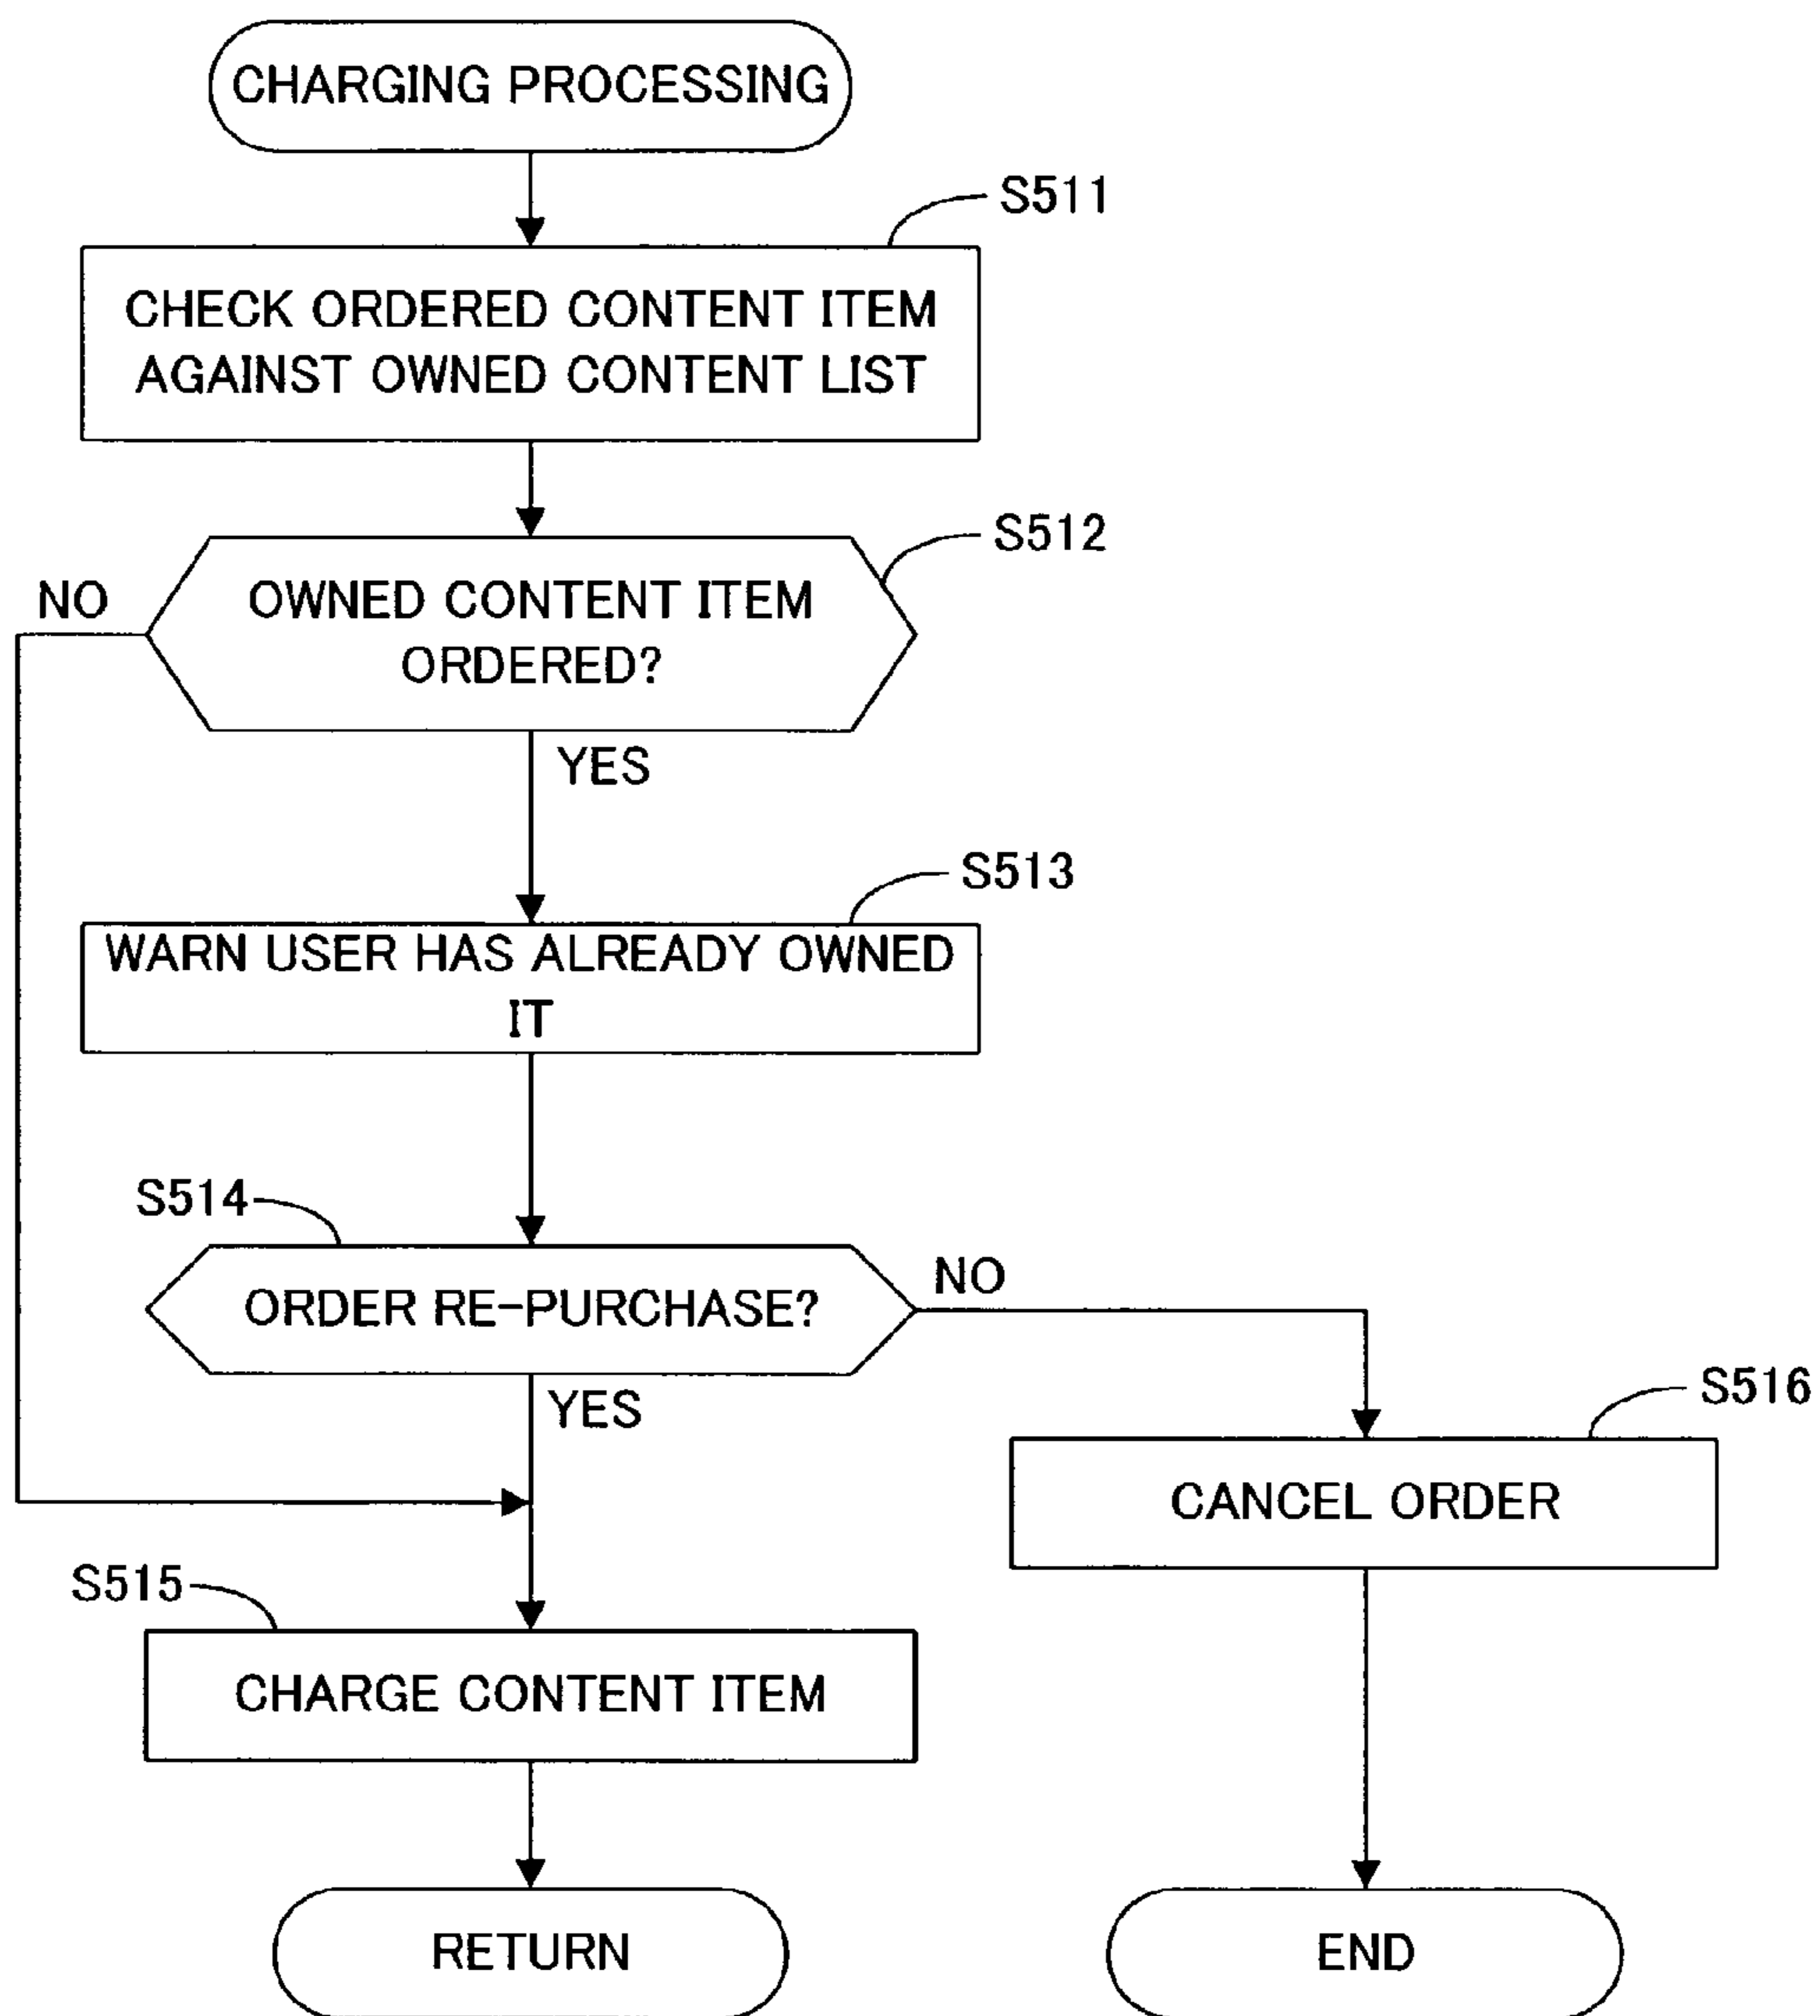 CHARGING PROCESSING
S511
CHECK ORDERED CONTENT ITEM
AGAINST OWNED CONTENT LIST
S512
NO
OWNED CONTENT ITEM
ORDERED?
YES
S513
WARN USER HAS ALREADY OWNED
IT
S514
ORDER RE-PURCHASE?
NO
YES
S516
CANCEL ORDER
S515
CHARGE CONTENT ITEM
RETURN
END